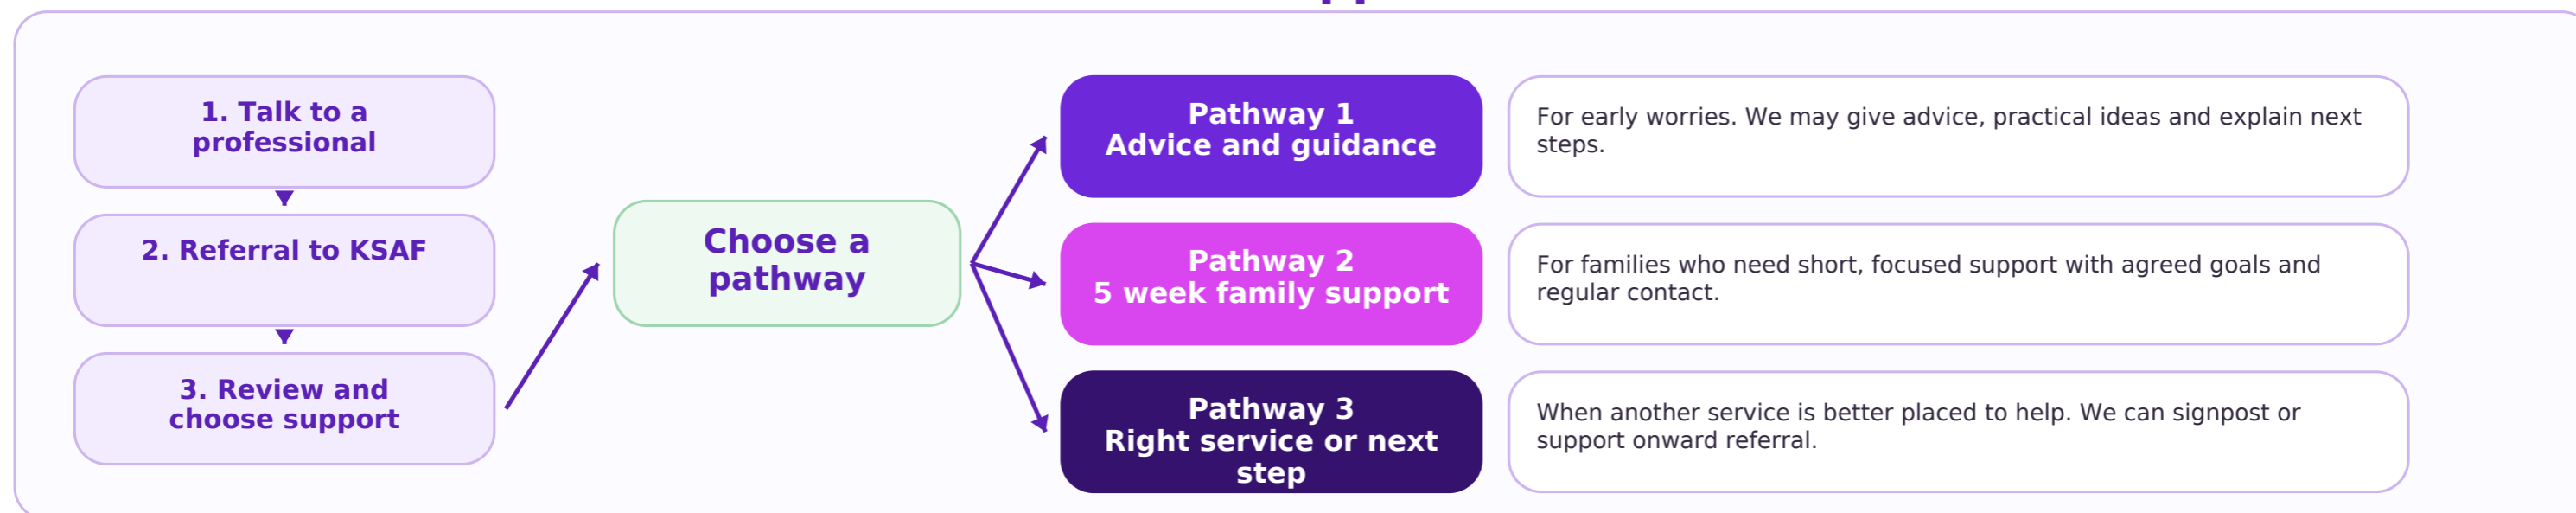 1. Talk to a
professional
2. Referral to KSAF
3. Review and
choose support
Choose a
pathway
Pathway 1
Advice and guidance
For early worries. We may give advice, practical ideas and explain next
steps.
Pathway 2
5 week family support
For families who need short, focused support with agreed goals and
regular contact.
Pathway 3
Right service or next
step
When another service is better placed to help. We can signpost or
support onward referral.